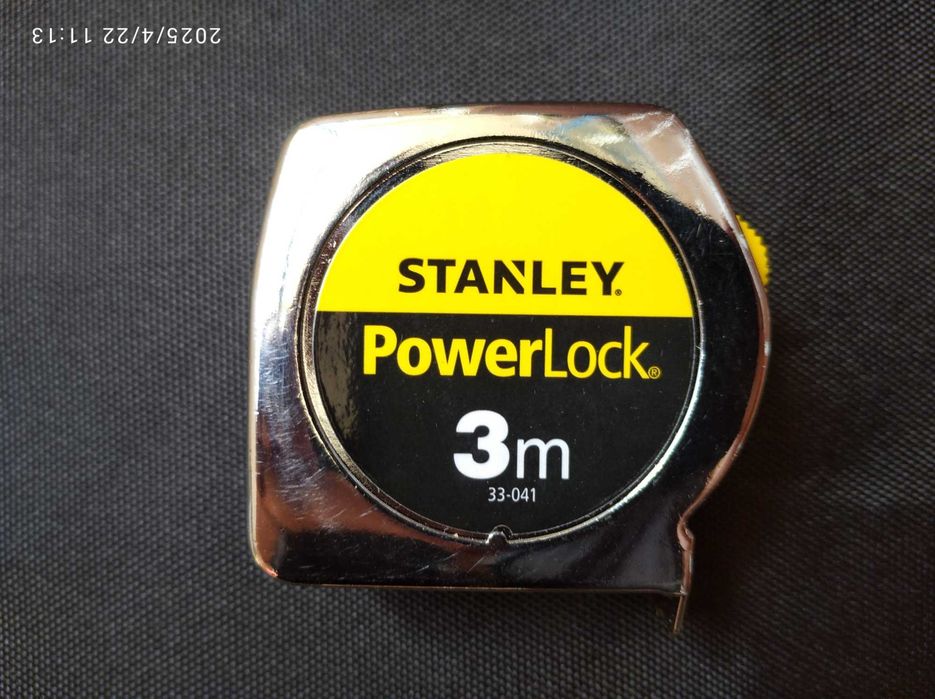 2025/4/22 11:13
STANLEY®
PowerLock®
3m
33-041